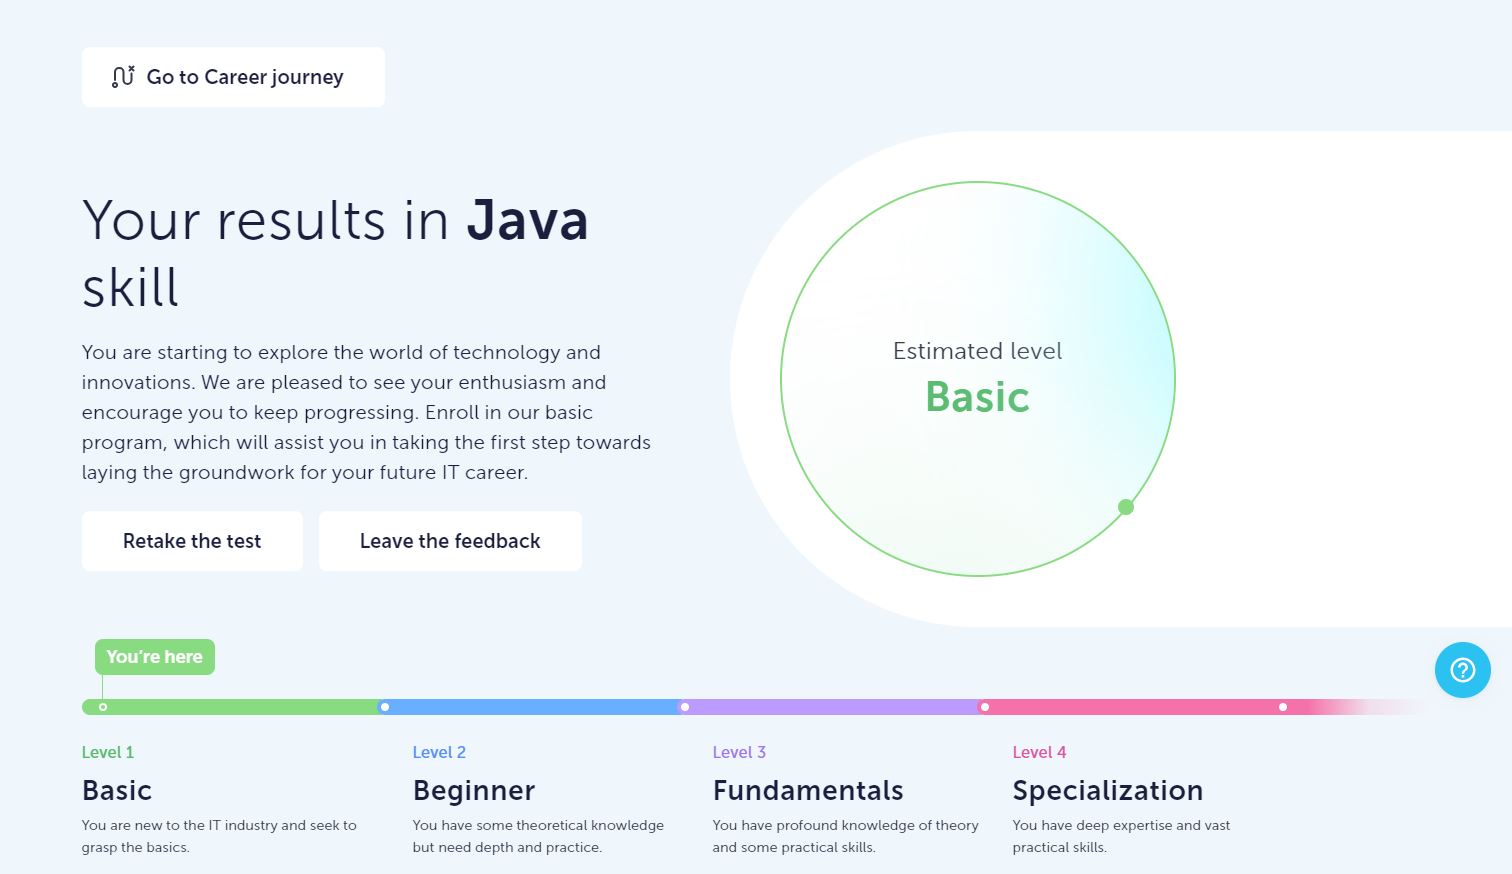 Go to Career journey
Your results in Java
skill
You are starting to explore the world of technology and
innovations. We are pleased to see your enthusiasm and
encourage you to keep progressing. Enroll in our basic
program, which will assist you in taking the first step towards
laying the groundwork for your future IT career.
Retake the test
Leave the feedback
Estimated level
Basic
You’re here
Level 1
Basic
You are new to the IT industry and seek to
grasp the basics.
Level 2
Beginner
You have some theoretical knowledge
but need depth and practice.
Level 3
Fundamentals
You have profound knowledge of theory
and some practical skills.
Level 4
Specialization
You have deep expertise and vast
practical skills.